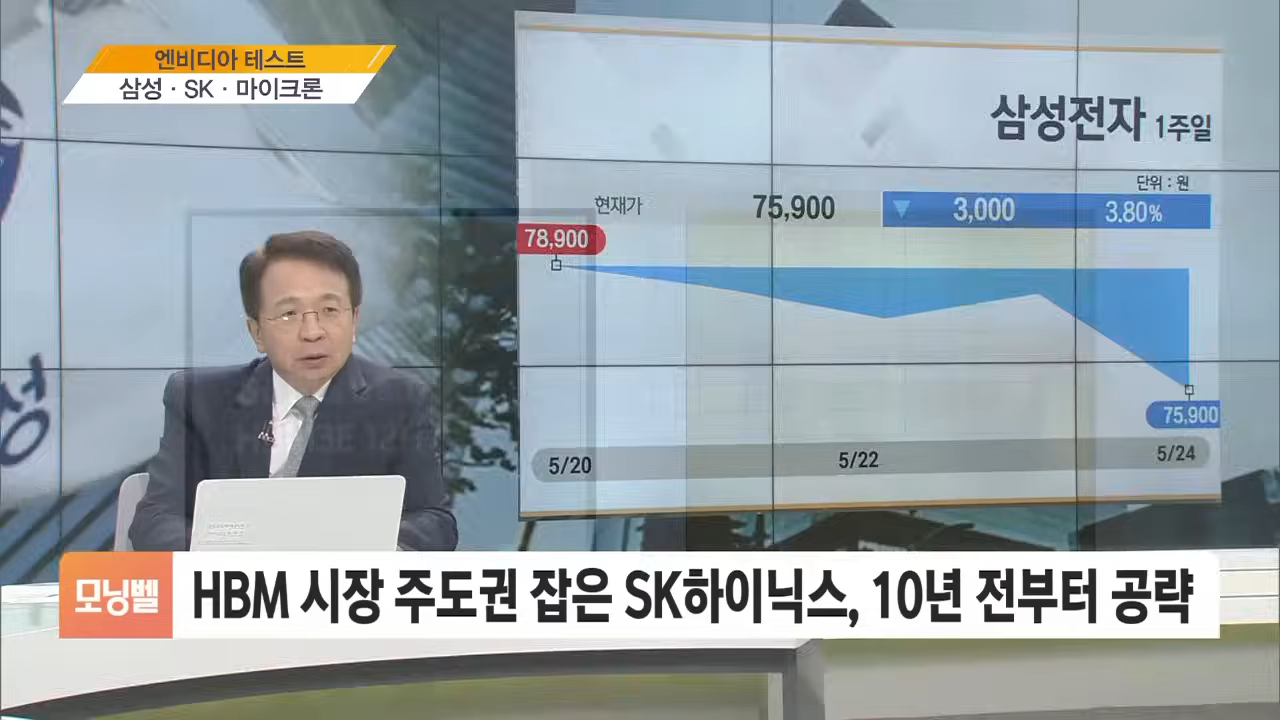 엔비디아 테스트
삼성 · SK · 마이크론
삼성전자 1주일
단위 : 원
현재가 75,900 ▼ 3,000 3.80%
78,900
75,900
5/20 5/22 5/24
성
모닝벨
HBM 시장 주도권 잡은 SK하이닉스, 10년 전부터 공략